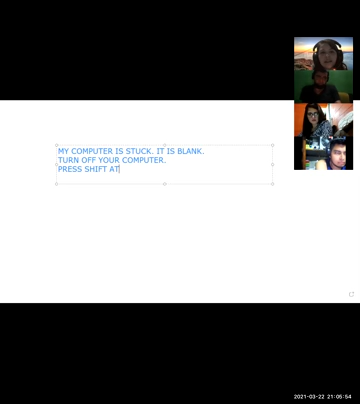 MY COMPUTER IS STUCK. IT IS BLANK.
TURN OFF YOUR COMPUTER.
PRESS SHIFT AT
2021-03-22 21:05:54